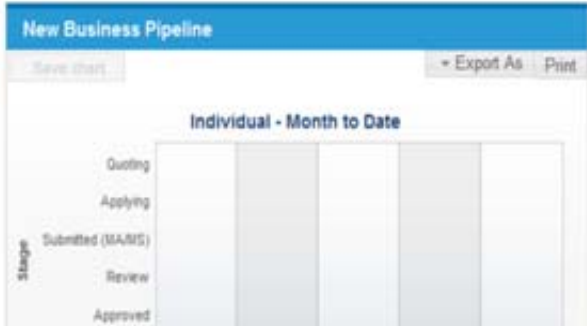 New Business Pipeline
Save chart
Export As Print
Individual - Month to Date
Quoting
Applying
Submitted (MA/MS)
Stage
Review
Approved